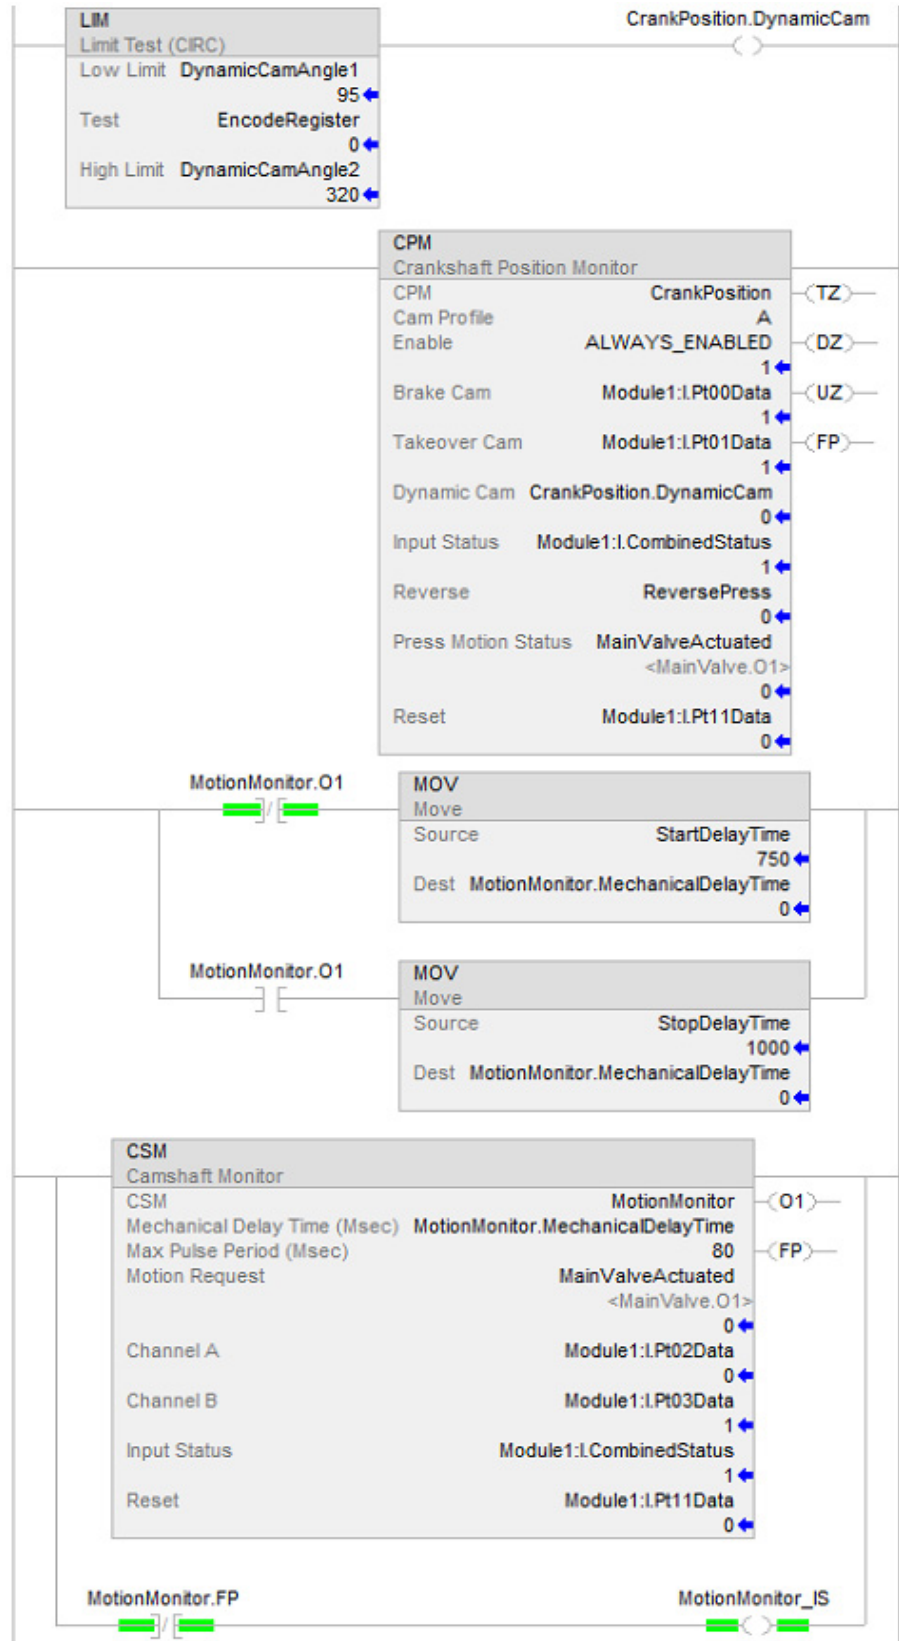 LIM
CrankPosition.DynamicCam
Limit Test (CIRC)
Low Limit DynamicCamAngle1
95
Test EncodeRegister
0
High Limit DynamicCamAngle2
320
CPM
Crankshaft Position Monitor
CPM CrankPosition (TZ)
Cam Profile A
Enable ALWAYS_ENABLED (DZ)
1
Brake Cam Module1:I.Pt00Data (UZ)
1
Takeover Cam Module1:I.Pt01Data (FP)
1
Dynamic Cam CrankPosition.DynamicCam
0
Input Status Module1:I.CombinedStatus
1
Reverse ReversePress
0
Press Motion Status MainValveActuated
<MainValve.O1>
0
Reset Module1:I.Pt11Data
0
MotionMonitor.O1 MOV
Move
Source StartDelayTime
750
Dest MotionMonitor.MechanicalDelayTime
0
MotionMonitor.O1 MOV
Move
Source StopDelayTime
1000
Dest MotionMonitor.MechanicalDelayTime
0
CSM
Camshaft Monitor
CSM MotionMonitor (O1)
Mechanical Delay Time (Msec) MotionMonitor.MechanicalDelayTime
Max Pulse Period (Msec) 80 (FP)
Motion Request MainValveActuated
<MainValve.O1>
0
Channel A Module1:I.Pt02Data
0
Channel B Module1:I.Pt03Data
1
Input Status Module1:I.CombinedStatus
1
Reset Module1:I.Pt11Data
0
MotionMonitor.FP MotionMonitor_IS